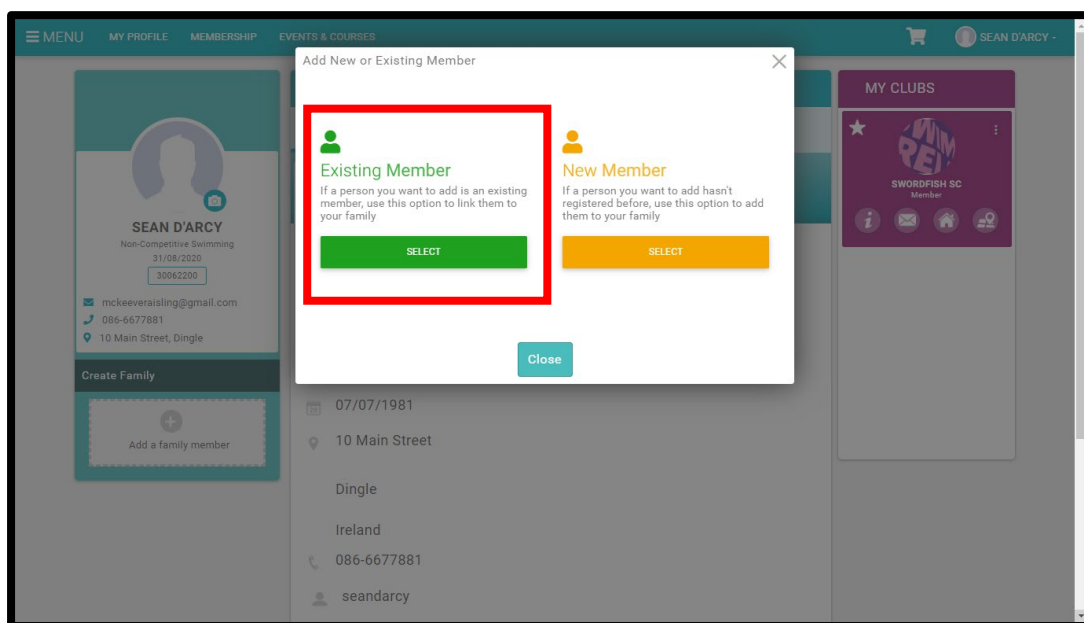 MENU MY PROFILE MEMBERSHIP EVENTS & COURSES SEAN D'ARCY -
Add New or Existing Member
Existing Member
If a person you want to add is an existing
member, use this option to link them to
your family
SELECT
New Member
If a person you want to add hasn't
registered before, use this option to add
them to your family
SELECT
Close
SEAN D'ARCY
Non-Competitive Swimming
31/08/2020
30062200
mckeeveraisling@gmail.com
086-6677881
10 Main Street, Dingle
Create Family
Add a family member
07/07/1981
10 Main Street
Dingle
Ireland
086-6677881
seandarcy
MY CLUBS
SWORDFISH SC
Member